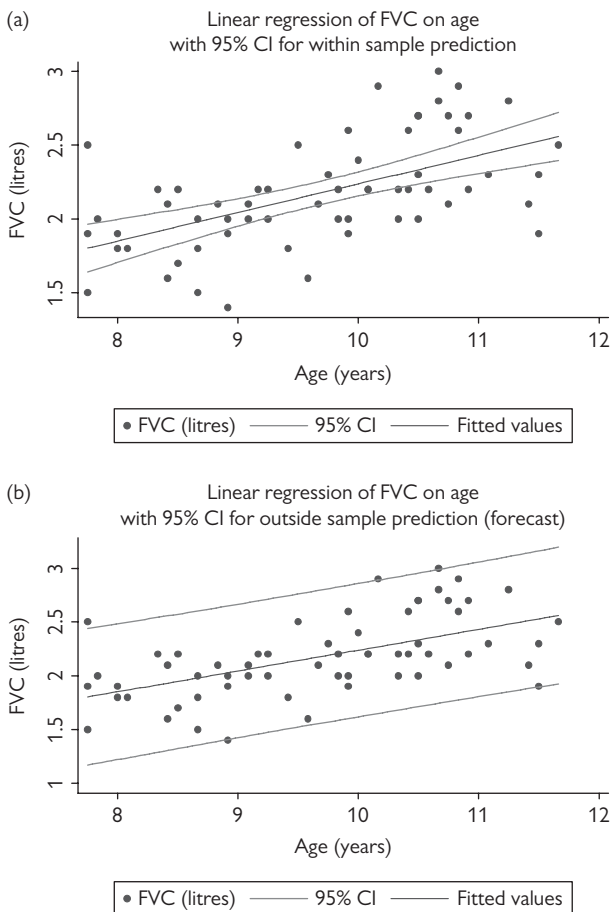 (a)
Linear regression of FVC on age
with 95% CI for within sample prediction
FVC (litres)
3
2.5
2
1.5
8 9 10 11 12
Age (years)
FVC (litres) 95% CI Fitted values
(b)
Linear regression of FVC on age
with 95% CI for outside sample prediction (forecast)
FVC (litres)
3
2.5
2
1.5
1
8 9 10 11 12
Age (years)
FVC (litres) 95% CI Fitted values